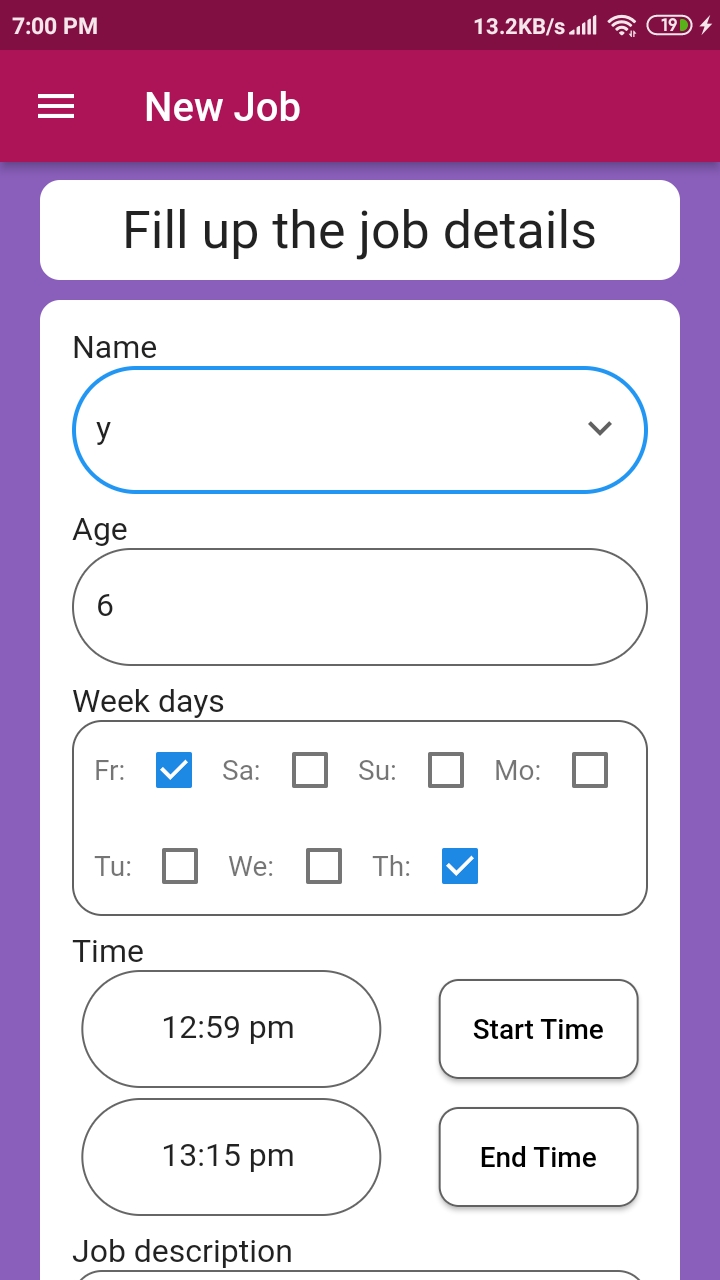 7:00 PM 13.2KB/s 19
New Job
Fill up the job details
Name
y
Age
6
Week days
Fr: Sa: Su: Mo:
Tu: We: Th:
Time
12:59 pm Start Time
13:15 pm End Time
Job description